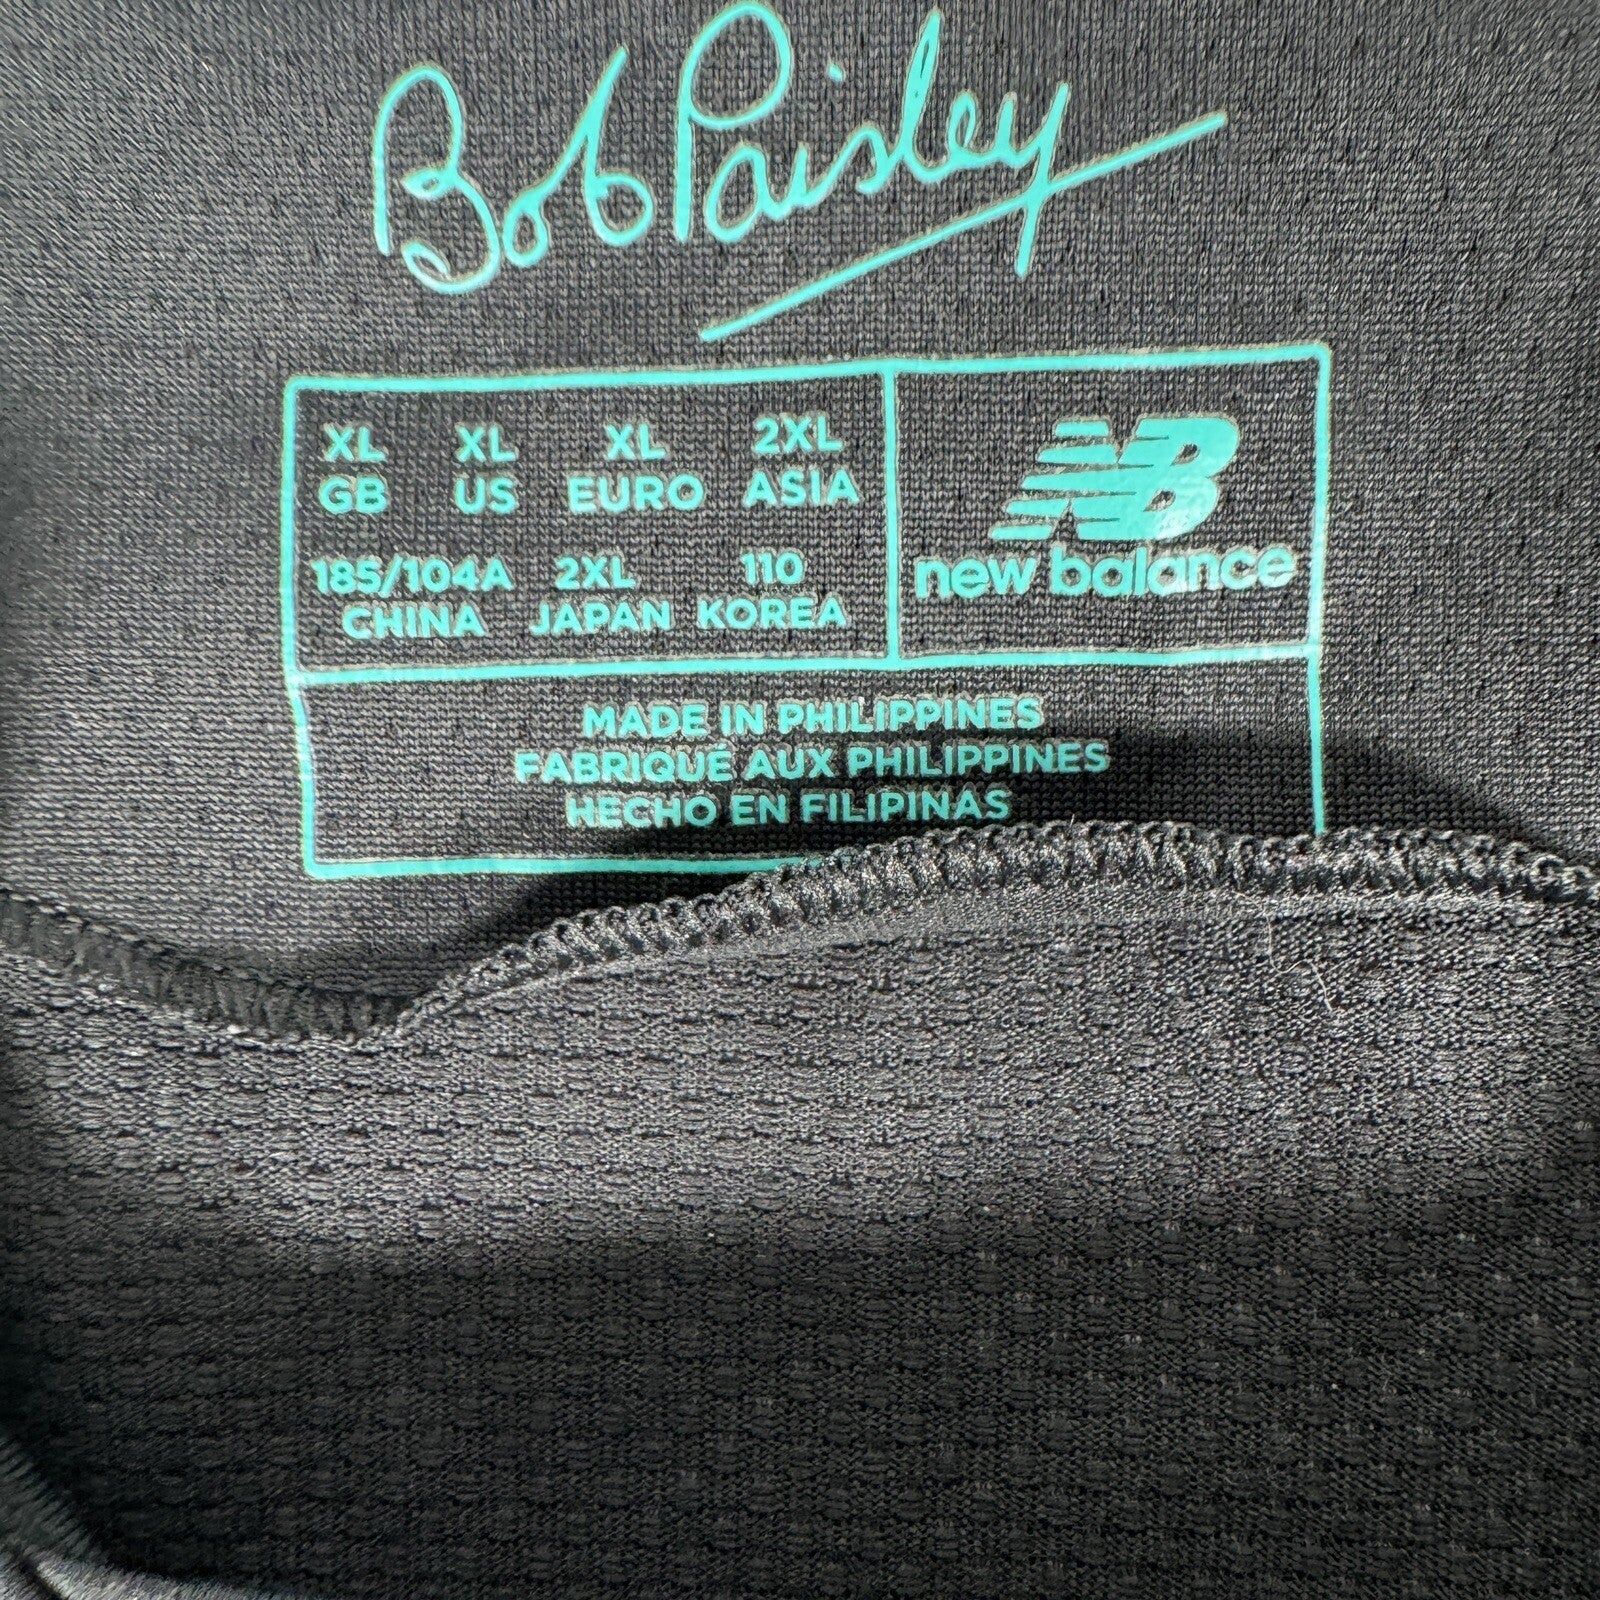 Bob Paisley
XL XL XL 2XL
GB US EURO ASIA
185/104A 2XL 110
CHINA JAPAN KOREA
NB
new balance
MADE IN PHILIPPINES
FABRIQUÉ AUX PHILIPPINES
HECHO EN FILIPINAS